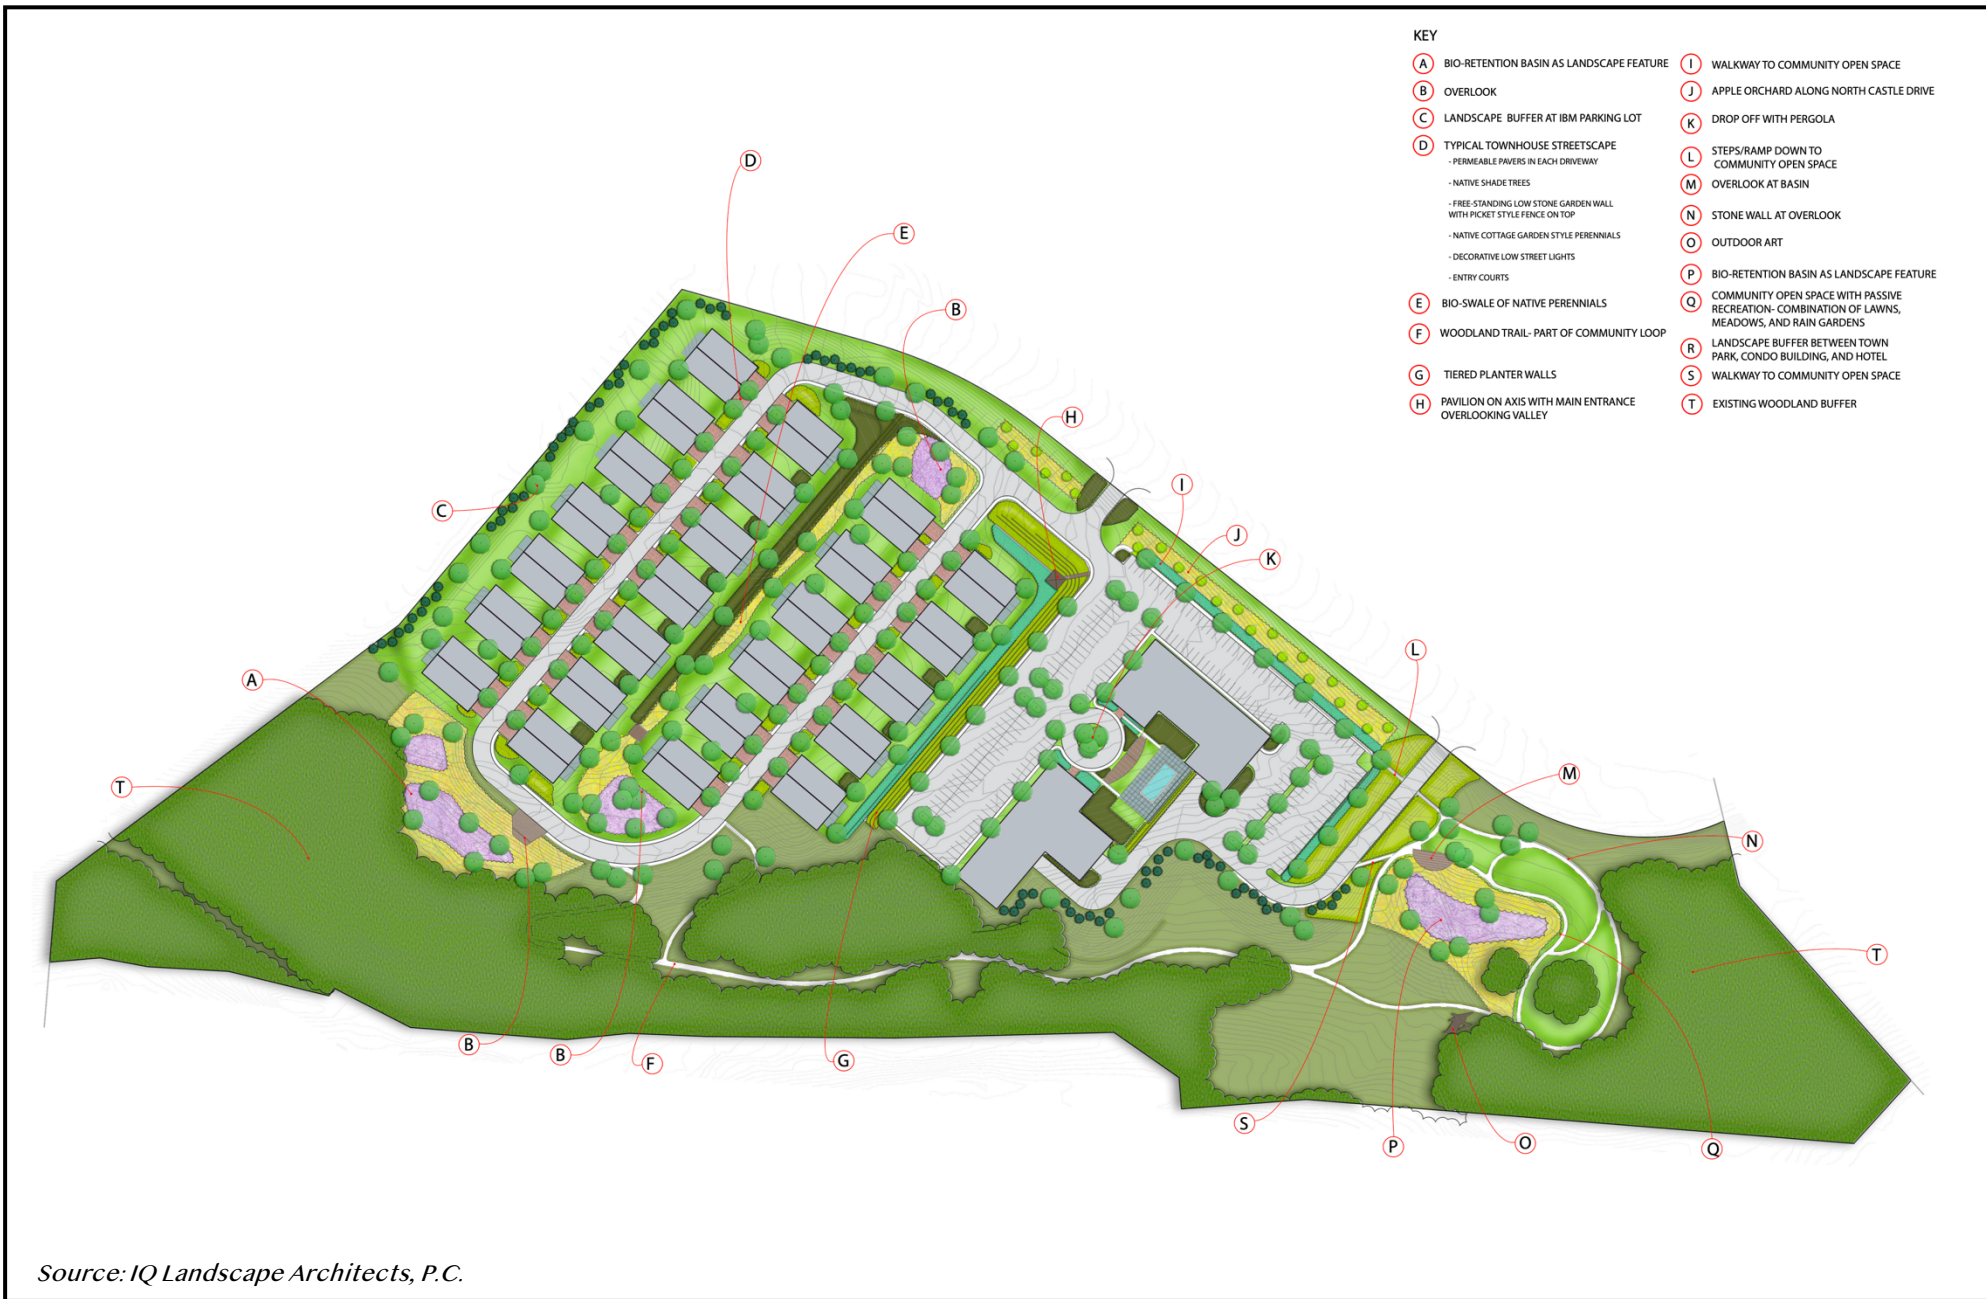 KEY
A BIO-RETENTION BASIN AS LANDSCAPE FEATURE
B OVERLOOK
C LANDSCAPE BUFFER AT IBM PARKING LOT
D TYPICAL TOWNHOUSE STREETSCAPE
- PERMEABLE PAVERS IN EACH DRIVEWAY
- NATIVE SHADE TREES
- FREE-STANDING LOW STONE GARDEN WALL
WITH PICKET STYLE FENCE ON TOP
- NATIVE COTTAGE GARDEN STYLE PERENNIALS
- DECORATIVE LOW STREET LIGHTS
- ENTRY COURTS
E BIO-SWALE OF NATIVE PERENNIALS
F WOODLAND TRAIL- PART OF COMMUNITY LOOP
G TIERED PLANTER WALLS
H PAVILION ON AXIS WITH MAIN ENTRANCE
OVERLOOKING VALLEY
I WALKWAY TO COMMUNITY OPEN SPACE
J APPLE ORCHARD ALONG NORTH CASTLE DRIVE
K DROP OFF WITH PERGOLA
L STEPS/RAMP DOWN TO
COMMUNITY OPEN SPACE
M OVERLOOK AT BASIN
N STONE WALL AT OVERLOOK
O OUTDOOR ART
P BIO-RETENTION BASIN AS LANDSCAPE FEATURE
Q COMMUNITY OPEN SPACE WITH PASSIVE
RECREATION- COMBINATION OF LAWNS,
MEADOWS, AND RAIN GARDENS
R LANDSCAPE BUFFER BETWEEN TOWN
PARK, CONDO BUILDING, AND HOTEL
S WALKWAY TO COMMUNITY OPEN SPACE
T EXISTING WOODLAND BUFFER
D
E
B
H
C
I
J
K
L
A
M
T
N
T
B
B
F
G
S
P
O
Q
Source: IQ Landscape Architects, P.C.